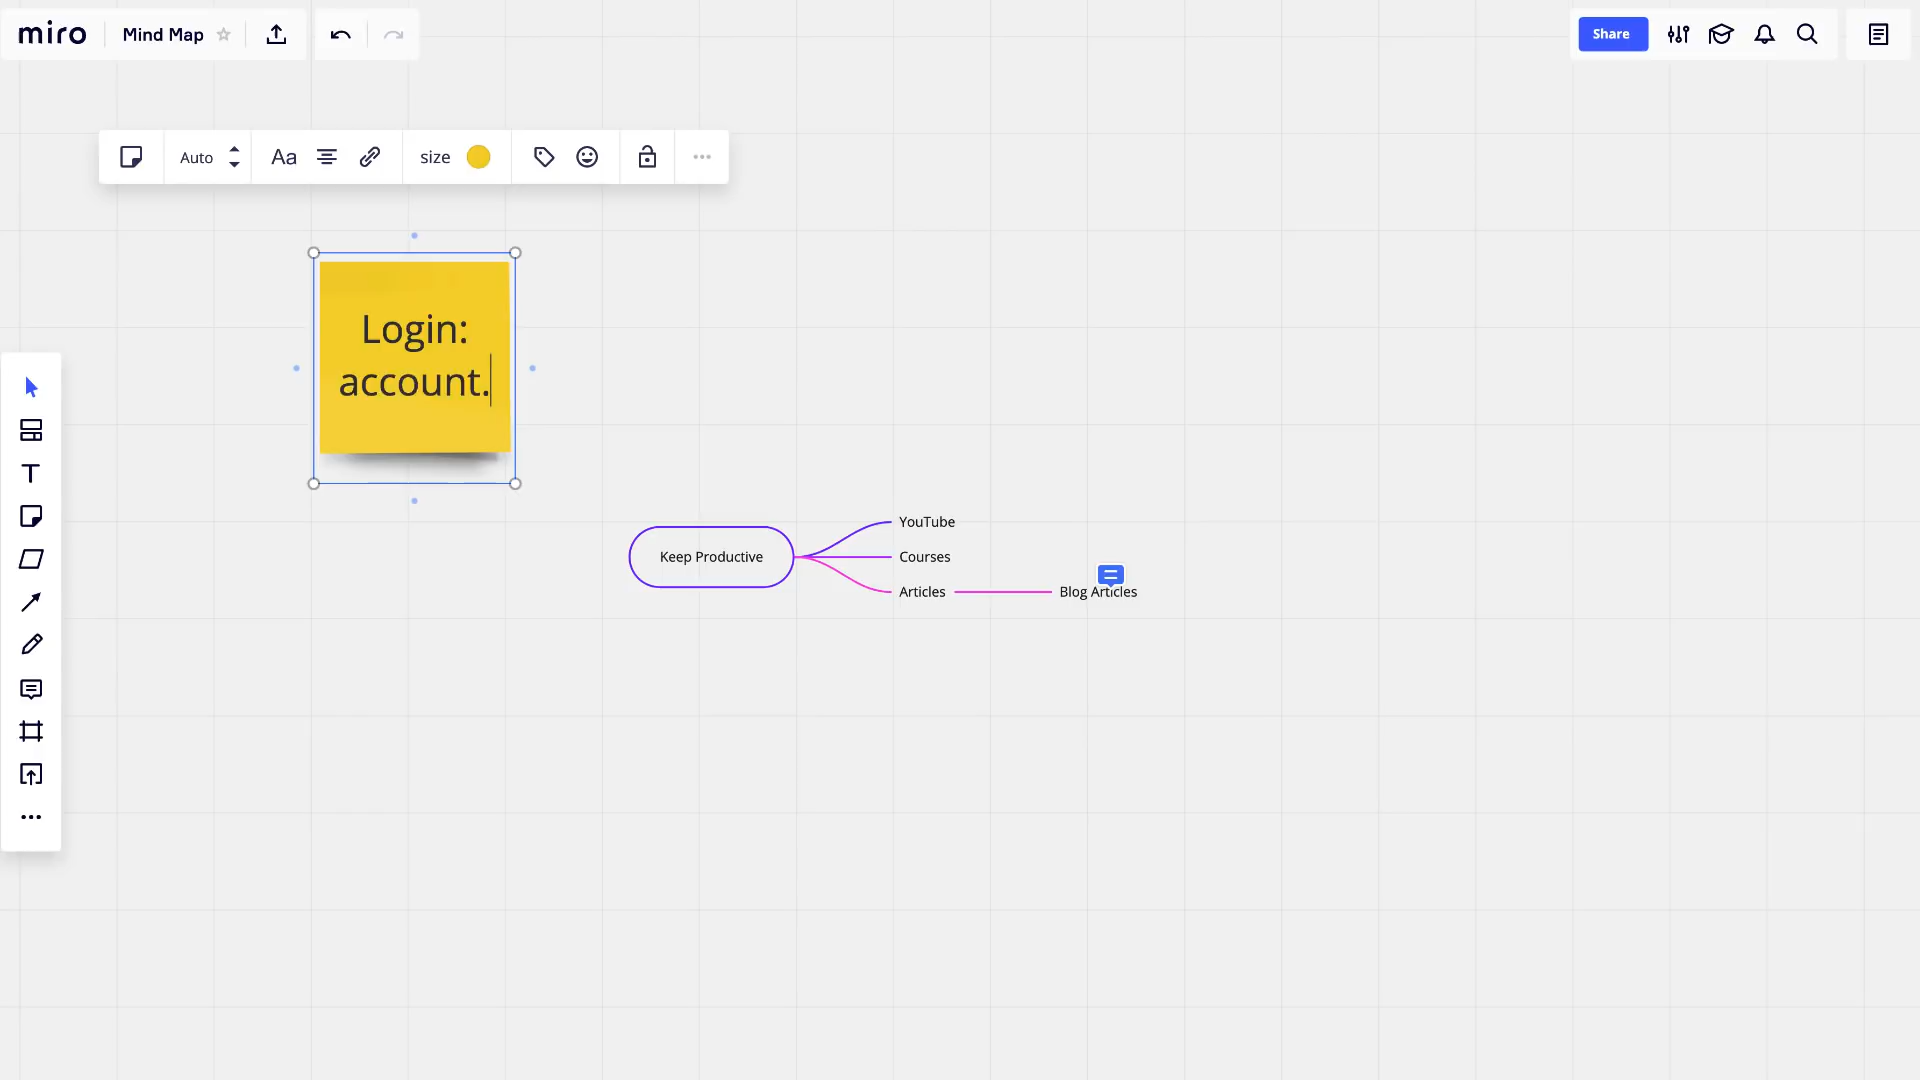 miro
Mind Map
Share
Auto
Aa
size
Login:
account.
YouTube
Keep Productive
Courses
Articles
Blog Articles